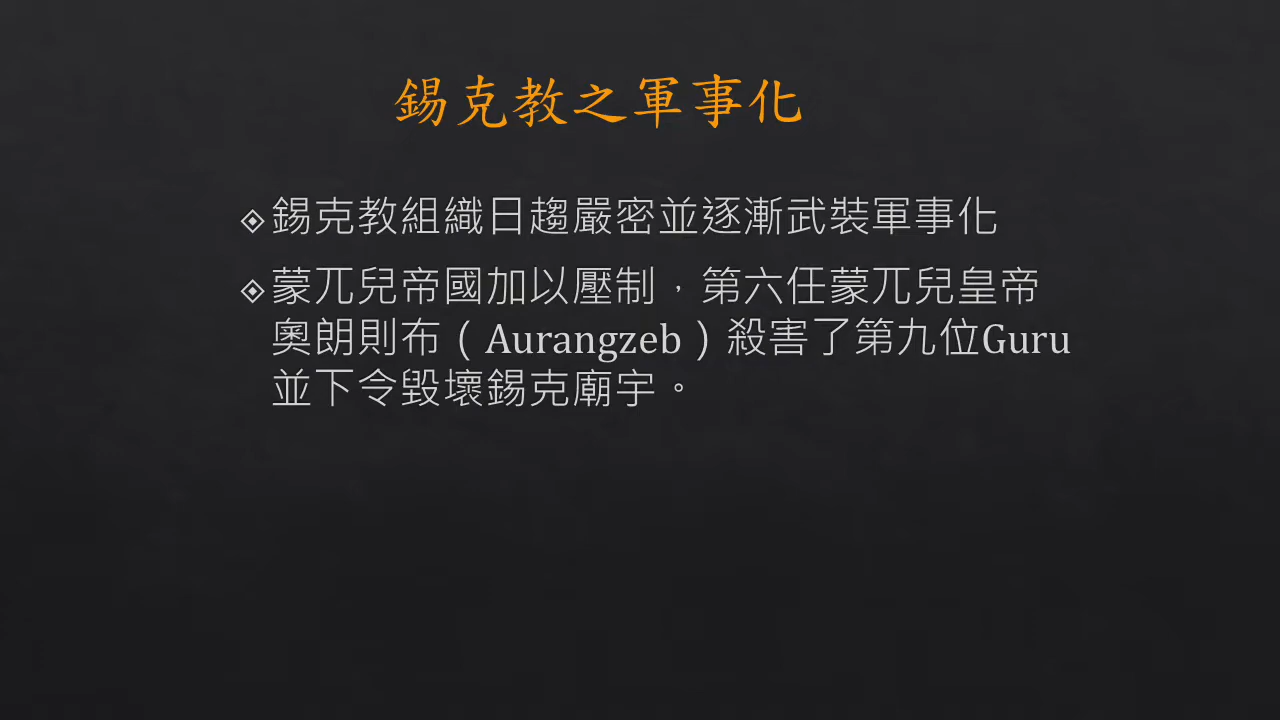 錫克教之軍事化
錫克教組織日趨嚴密並逐漸武裝軍事化
蒙兀兒帝國加以壓制，第六任蒙兀兒皇帝
奧朗則布（Aurangzeb）殺害了第九位Guru
並下令毀壞錫克廟宇。